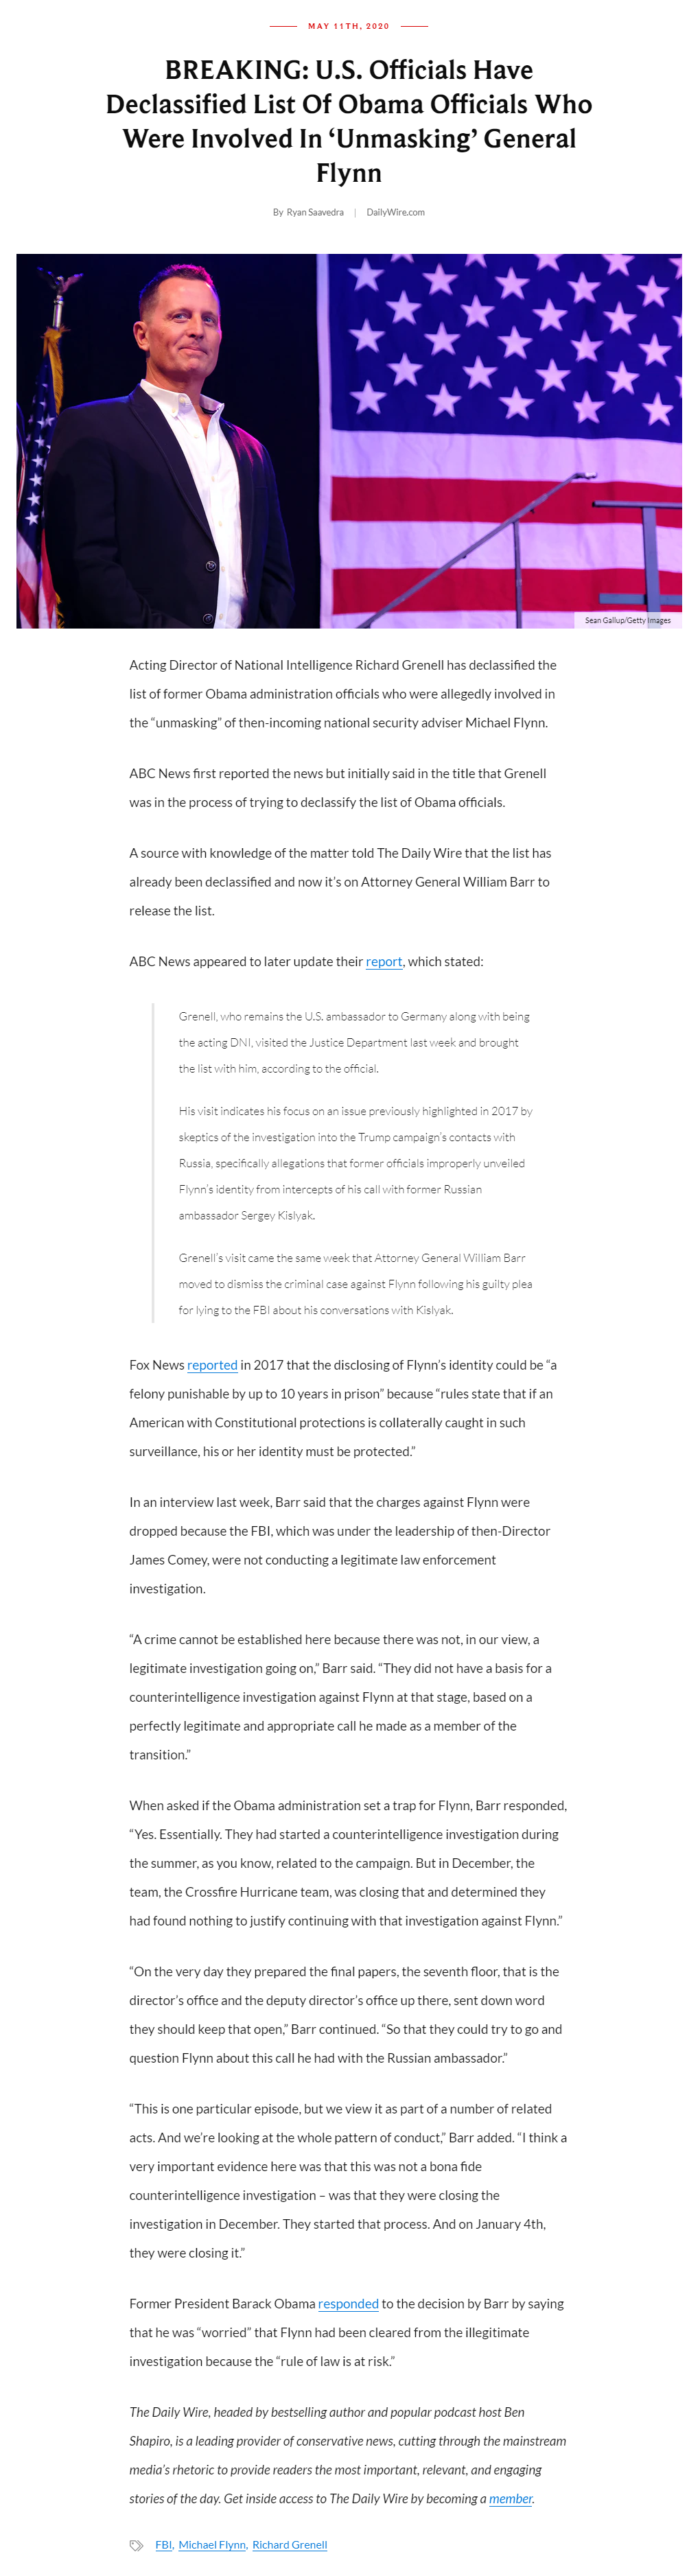 MAY 11TH, 2020
BREAKING: U.S. Officials Have
Declassified List Of Obama Officials Who
Were Involved In ‘Unmasking’ General
Flynn
By Ryan Saavedra | DailyWire.com
Sean Gallup/Getty Images
Acting Director of National Intelligence Richard Grenell has declassified the
list of former Obama administration officials who were allegedly involved in
the “unmasking” of then-incoming national security adviser Michael Flynn.
ABC News first reported the news but initially said in the title that Grenell
was in the process of trying to declassify the list of Obama officials.
A source with knowledge of the matter told The Daily Wire that the list has
already been declassified and now it’s on Attorney General William Barr to
release the list.
ABC News appeared to later update their report, which stated:
Grenell, who remains the U.S. ambassador to Germany along with being
the acting DNI, visited the Justice Department last week and brought
the list with him, according to the official.
His visit indicates his focus on an issue previously highlighted in 2017 by
skeptics of the investigation into the Trump campaign’s contacts with
Russia, specifically allegations that former officials improperly unveiled
Flynn’s identity from intercepts of his call with former Russian
ambassador Sergey Kislyak.
Grenell’s visit came the same week that Attorney General William Barr
moved to dismiss the criminal case against Flynn following his guilty plea
for lying to the FBI about his conversations with Kislyak.
Fox News reported in 2017 that the disclosing of Flynn’s identity could be “a
felony punishable by up to 10 years in prison” because “rules state that if an
American with Constitutional protections is collaterally caught in such
surveillance, his or her identity must be protected.”
In an interview last week, Barr said that the charges against Flynn were
dropped because the FBI, which was under the leadership of then-Director
James Comey, were not conducting a legitimate law enforcement
investigation.
“A crime cannot be established here because there was not, in our view, a
legitimate investigation going on,” Barr said. “They did not have a basis for a
counterintelligence investigation against Flynn at that stage, based on a
perfectly legitimate and appropriate call he made as a member of the
transition.”
When asked if the Obama administration set a trap for Flynn, Barr responded,
“Yes. Essentially. They had started a counterintelligence investigation during
the summer, as you know, related to the campaign. But in December, the
team, the Crossfire Hurricane team, was closing that and determined they
had found nothing to justify continuing with that investigation against Flynn.”
“On the very day they prepared the final papers, the seventh floor, that is the
director’s office and the deputy director’s office up there, sent down word
they should keep that open,” Barr continued. “So that they could try to go and
question Flynn about this call he had with the Russian ambassador.”
“This is one particular episode, but we view it as part of a number of related
acts. And we’re looking at the whole pattern of conduct,” Barr added. “I think a
very important evidence here was that this was not a bona fide
counterintelligence investigation – was that they were closing the
investigation in December. They started that process. And on January 4th,
they were closing it.”
Former President Barack Obama responded to the decision by Barr by saying
that he was “worried” that Flynn had been cleared from the illegitimate
investigation because the “rule of law is at risk.”
The Daily Wire, headed by bestselling author and popular podcast host Ben
Shapiro, is a leading provider of conservative news, cutting through the mainstream
media’s rhetoric to provide readers the most important, relevant, and engaging
stories of the day. Get inside access to The Daily Wire by becoming a member.
FBI, Michael Flynn, Richard Grenell